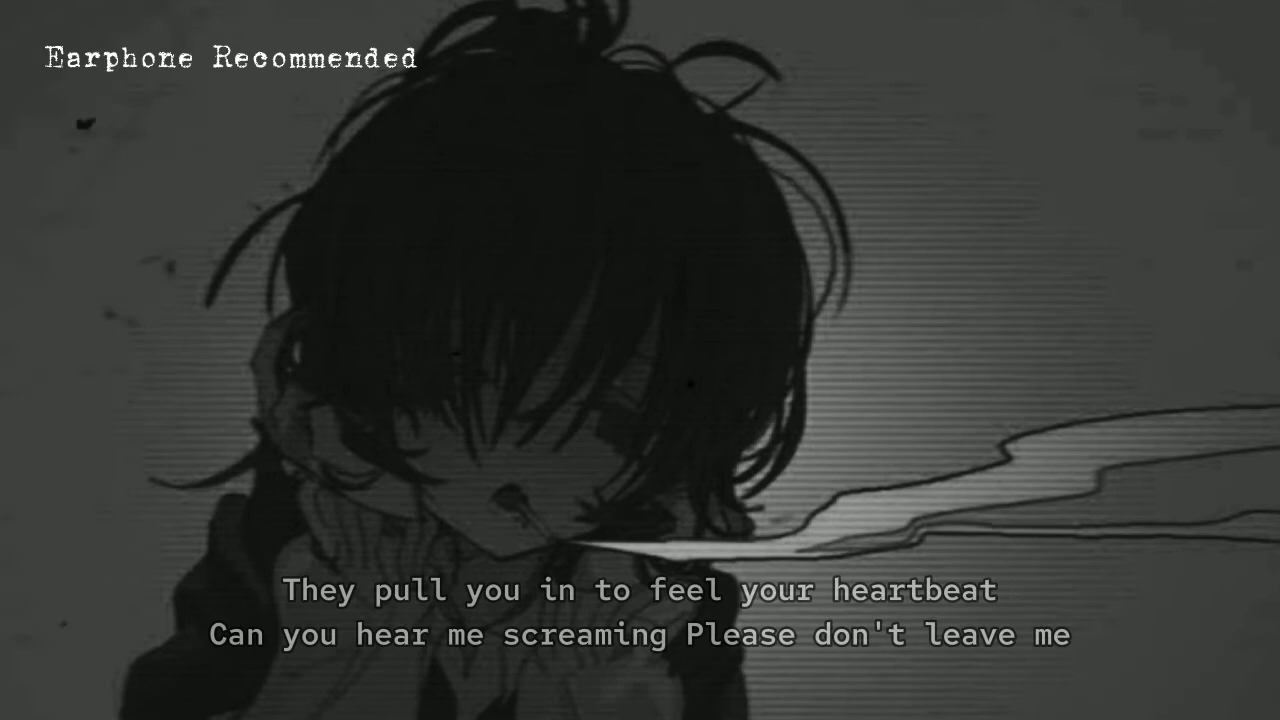 Earphone Recommended
They pull you in to feel your heartbeat
Can you hear me screaming Please don't leave me